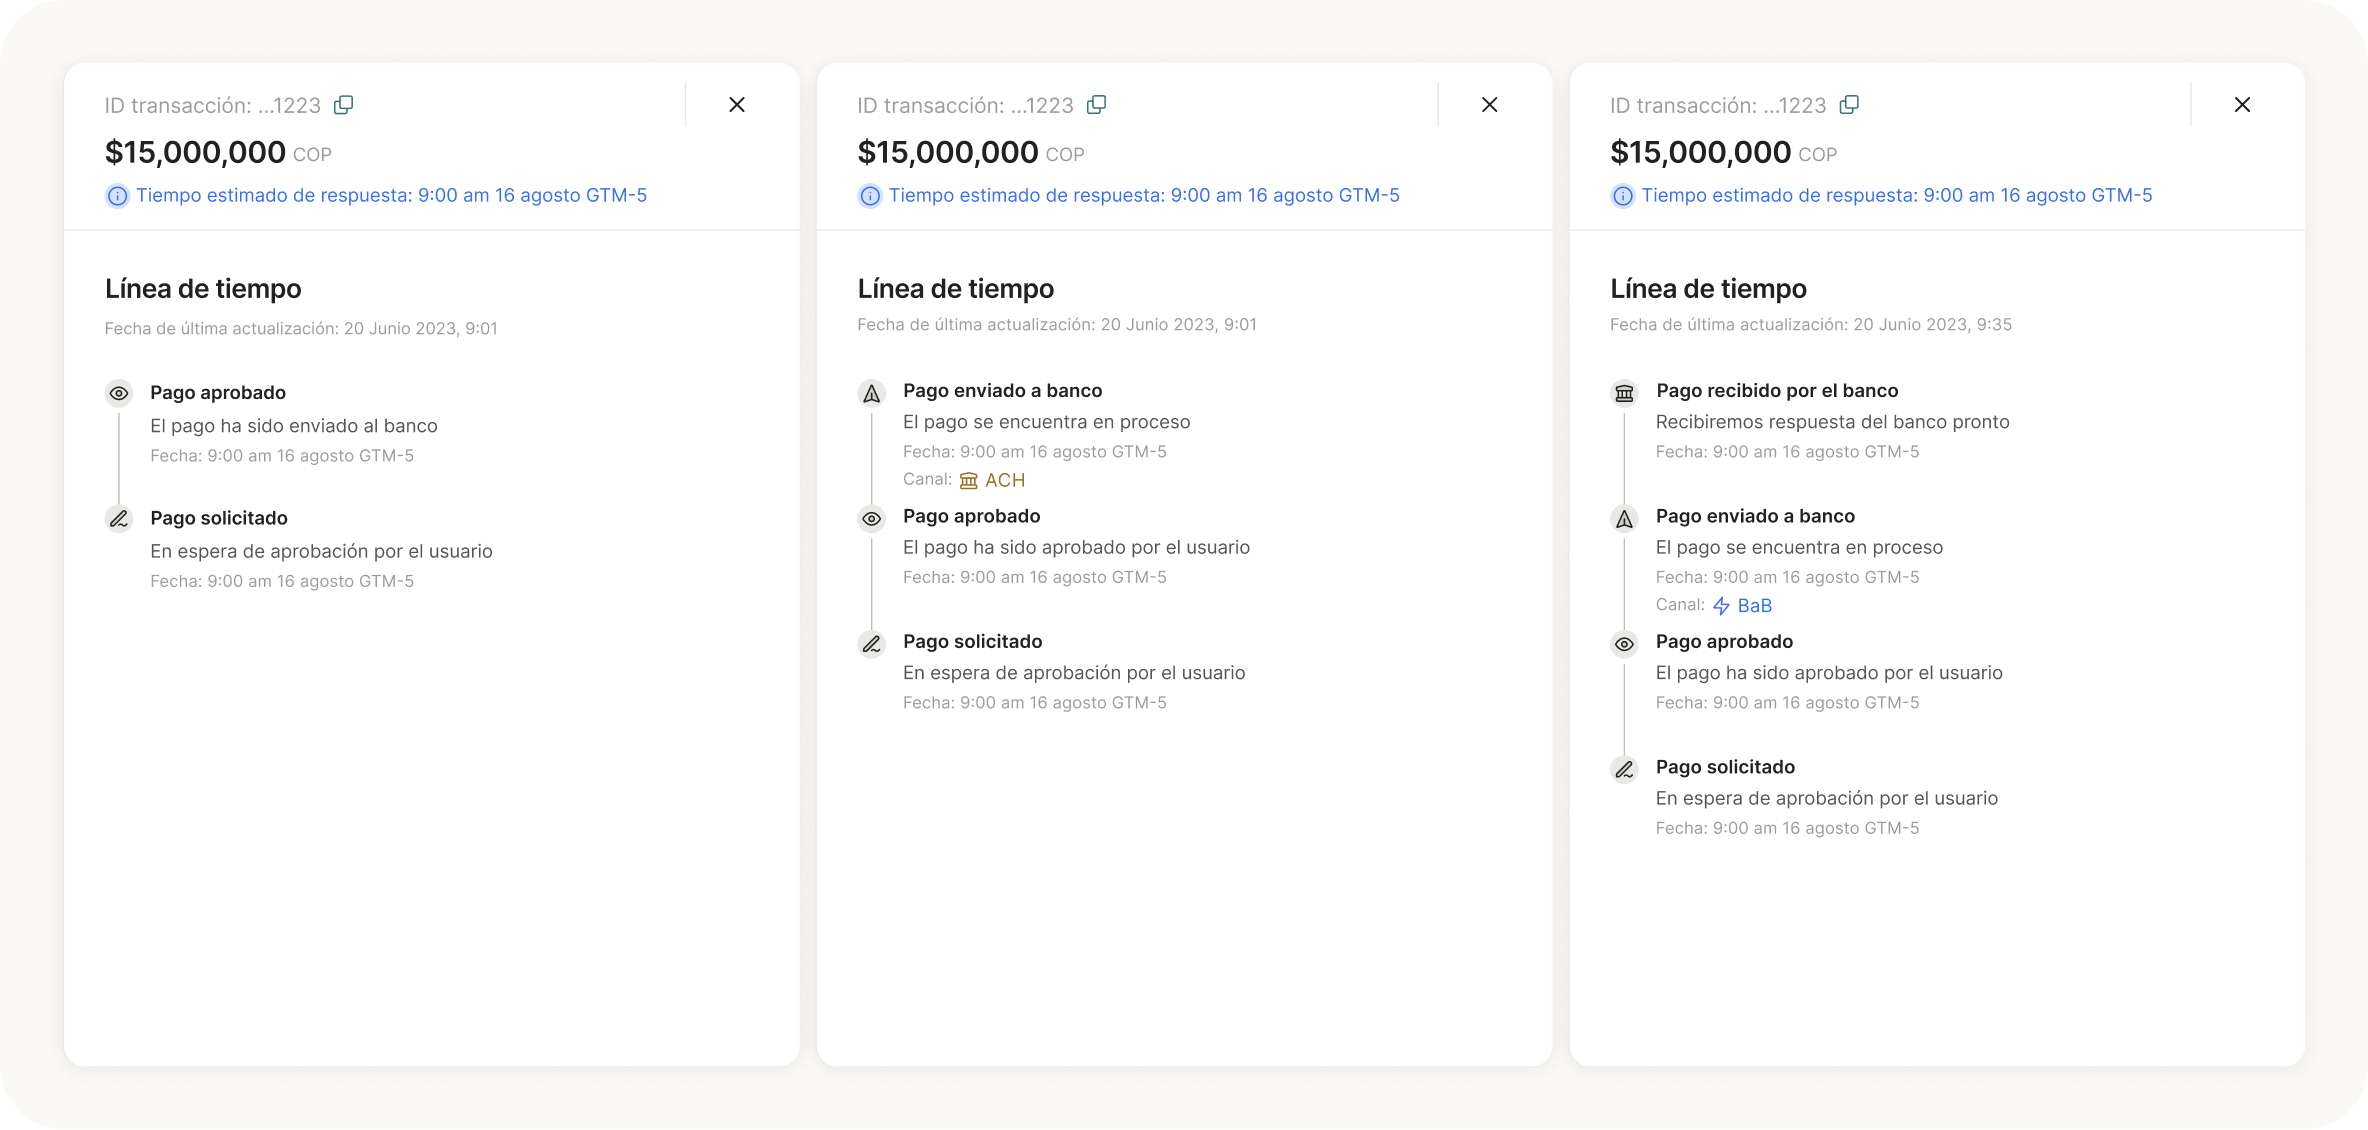 ID transacción: ...1223
$15,000,000 COP
Tiempo estimado de respuesta: 9:00 am 16 agosto GTM-5
Línea de tiempo
Fecha de última actualización: 20 Junio 2023, 9:01
Pago aprobado
El pago ha sido enviado al banco
Fecha: 9:00 am 16 agosto GTM-5
Pago solicitado
En espera de aprobación por el usuario
Fecha: 9:00 am 16 agosto GTM-5
ID transacción: ...1223
$15,000,000 COP
Tiempo estimado de respuesta: 9:00 am 16 agosto GTM-5
Línea de tiempo
Fecha de última actualización: 20 Junio 2023, 9:01
Pago enviado a banco
El pago se encuentra en proceso
Fecha: 9:00 am 16 agosto GTM-5
Canal: ACH
Pago aprobado
El pago ha sido aprobado por el usuario
Fecha: 9:00 am 16 agosto GTM-5
Pago solicitado
En espera de aprobación por el usuario
Fecha: 9:00 am 16 agosto GTM-5
ID transacción: ...1223
$15,000,000 COP
Tiempo estimado de respuesta: 9:00 am 16 agosto GTM-5
Línea de tiempo
Fecha de última actualización: 20 Junio 2023, 9:35
Pago recibido por el banco
Recibiremos respuesta del banco pronto
Fecha: 9:00 am 16 agosto GTM-5
Pago enviado a banco
El pago se encuentra en proceso
Fecha: 9:00 am 16 agosto GTM-5
Canal: BaB
Pago aprobado
El pago ha sido aprobado por el usuario
Fecha: 9:00 am 16 agosto GTM-5
Pago solicitado
En espera de aprobación por el usuario
Fecha: 9:00 am 16 agosto GTM-5